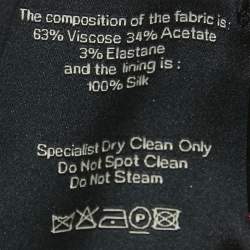 The composition of the fabric is:
63% Viscose 34% Acetate
3% Elastane
and the lining is :
100% Silk
Specialist Dry Clean Only
Do Not Spot Clean
Do Not Steam
P